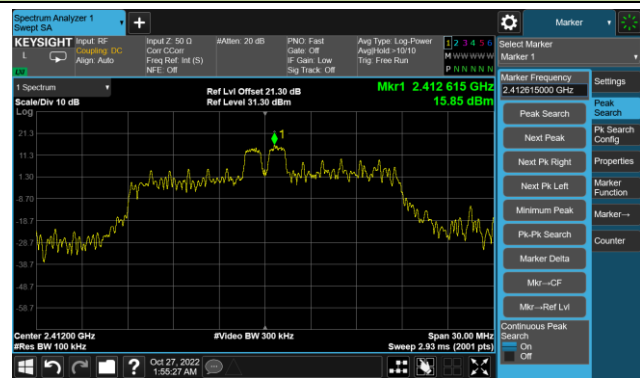 Spectrum Analyzer 1
Swept SA
+
Marker
KEYSIGHT
L
LW
Input: RF
Coupling: DC
Align: Auto
Input Z: 50 Ω
Corr CCorr
Freq Ref: Int (S)
NFE: Off
#Atten: 20 dB
PNO: Fast
Gate: Off
IF Gain: Low
Sig Track: Off
Avg Type: Log-Power
Avg|Hold:>10/10
Trig: Free Run
1 2 3 4 5 6
M W W W W W
P N N N N N
Select Marker
Marker 1
1 Spectrum
Scale/Div 10 dB
Log
Ref Lvl Offset 21.30 dB
Ref Level 31.30 dBm
Mkr1 2.412 615 GHz
15.85 dBm
21.3
11.3
1.30
-8.70
-18.7
-28.7
-38.7
-48.7
-58.7
1
Center 2.41200 GHz
#Res BW 100 kHz
#Video BW 300 kHz
Span 30.00 MHz
Sweep 2.93 ms (2001 pts)
Marker Frequency
2.412615000 GHz
Peak Search
Next Peak
Next Pk Right
Next Pk Left
Minimum Peak
Pk-Pk Search
Marker Delta
Mkr→CF
Mkr→Ref Lvl
Continuous Peak
Search
On
Off
Settings
Peak
Search
Pk Search
Config
Properties
Marker
Function
Marker→
Counter
?
Oct 27, 2022
1:55:27 AM